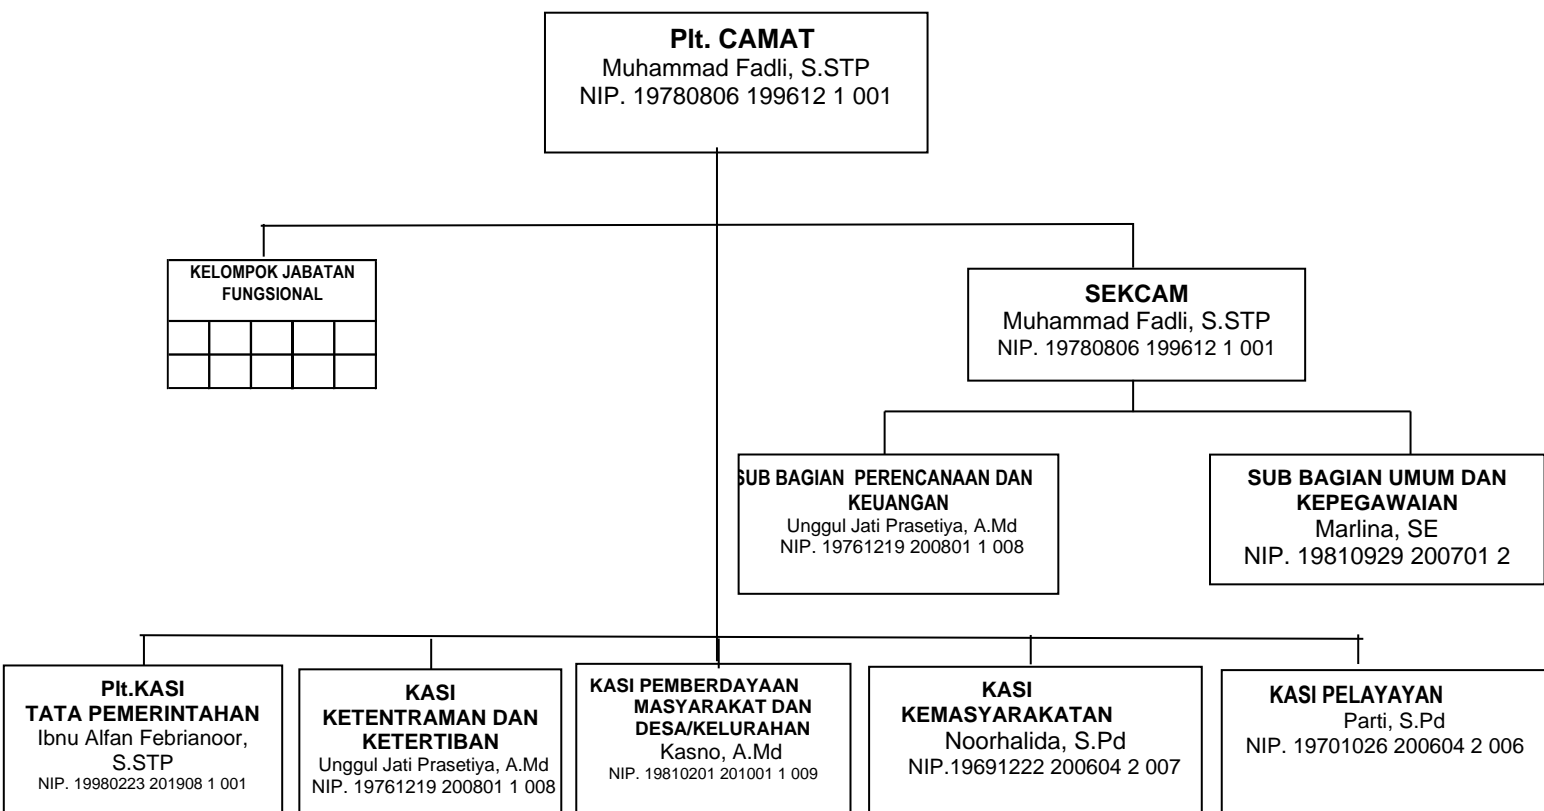 Plt. CAMAT
Muhammad Fadli, S.STP
NIP. 19780806 199612 1 001
KELOMPOK JABATAN
FUNGSIONAL
SEKCAM
Muhammad Fadli, S.STP
NIP. 19780806 199612 1 001
SUB BAGIAN PERENCANAAN DAN
KEUANGAN
Unggul Jati Prasetiya, A.Md
NIP. 19761219 200801 1 008
SUB BAGIAN UMUM DAN
KEPEGAWAIAN
Marlina, SE
NIP. 19810929 200701 2
Plt.KASI
TATA PEMERINTAHAN
Ibnu Alfan Febrianoor,
S.STP
NIP. 19980223 201908 1 001
KASI
KETENTRAMAN DAN
KETERTIBAN
Unggul Jati Prasetiya, A.Md
NIP. 19761219 200801 1 008
KASI PEMBERDAYAAN
MASYARAKAT DAN
DESA/KELURAHAN
Kasno, A.Md
NIP. 19810201 201001 1 009
KASI
KEMASYARAKATAN
Noorhalida, S.Pd
NIP.19691222 200604 2 007
KASI PELAYAYAN
Parti, S.Pd
NIP. 19701026 200604 2 006